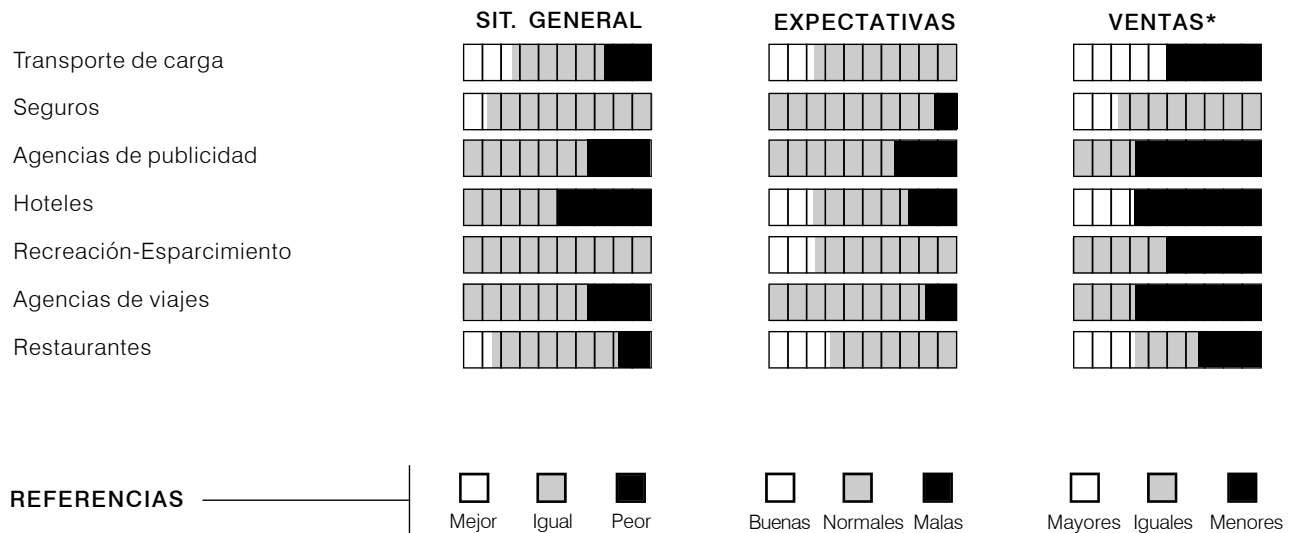 SIT. GENERAL EXPECTATIVAS VENTAS*
Transporte de carga
Seguros
Agencias de publicidad
Hoteles
Recreación-Esparcimiento
Agencias de viajes
Restaurantes
REFERENCIAS
Mejor Igual Peor Buenas Normales Malas Mayores Iguales Menores